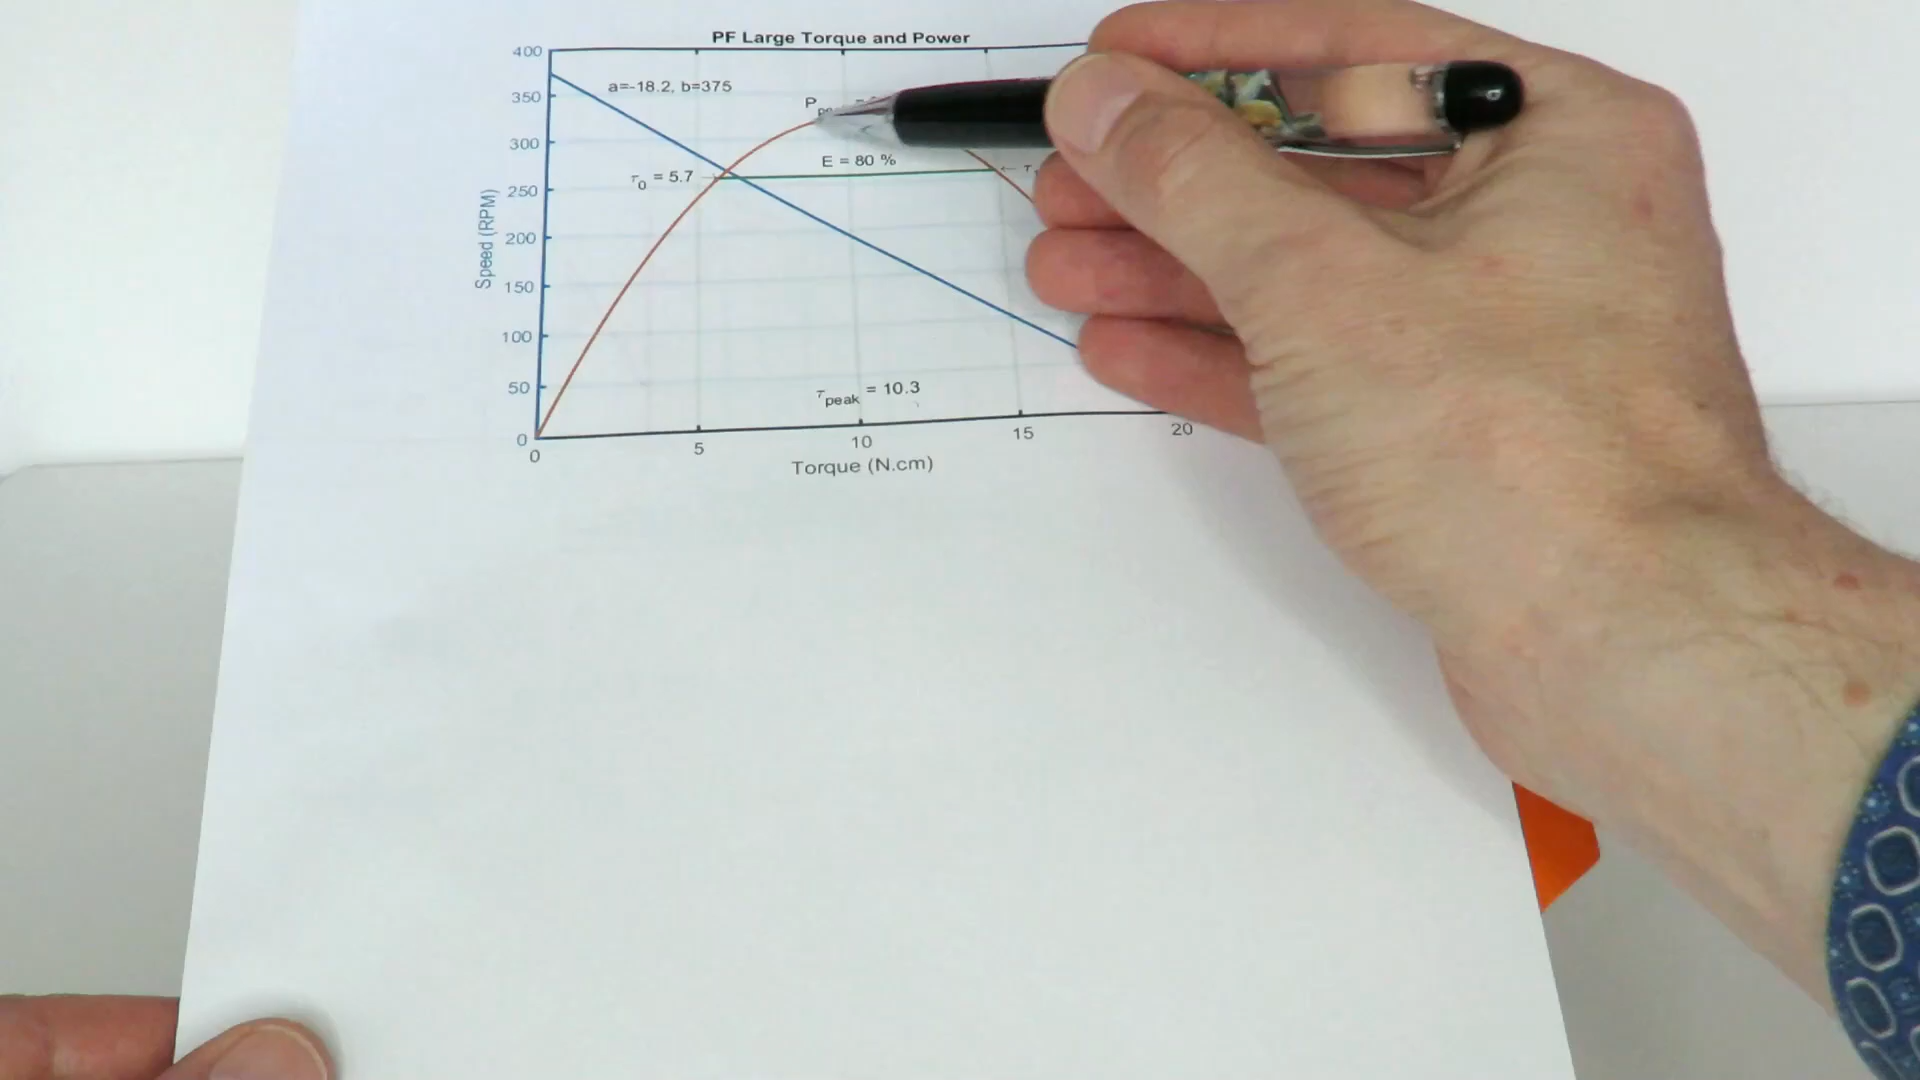 PF Large Torque and Power
400
a=-18.2, b=375
350
P
300
E = 80 %
τ0 = 5.7
τ
250
200
150
100
50
τpeak = 10.3
0
0 5 10 15 20
Speed (RPM)
Torque (N.cm)